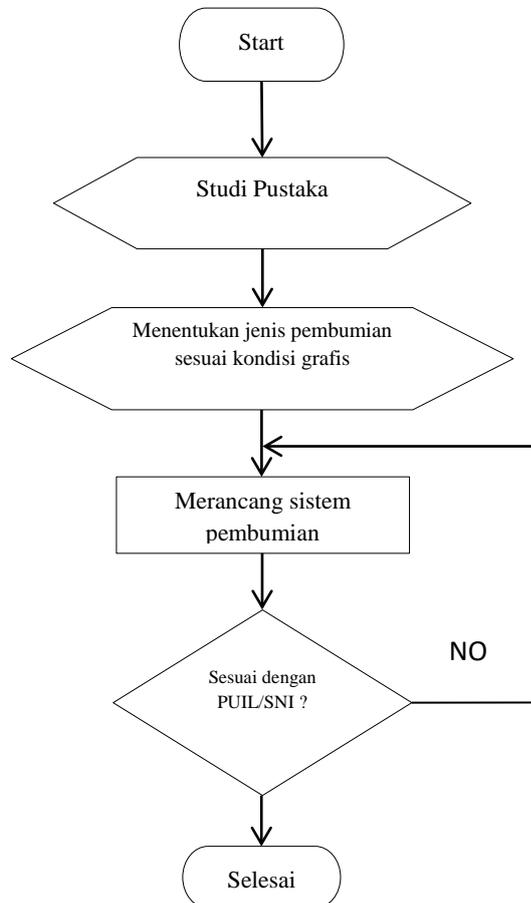 Start
Studi Pustaka
Menentukan jenis pembumian
sesuai kondisi grafis
Merancang sistem
pembumian
Sesuai dengan
PUIL/SNI ?
NO
Selesai